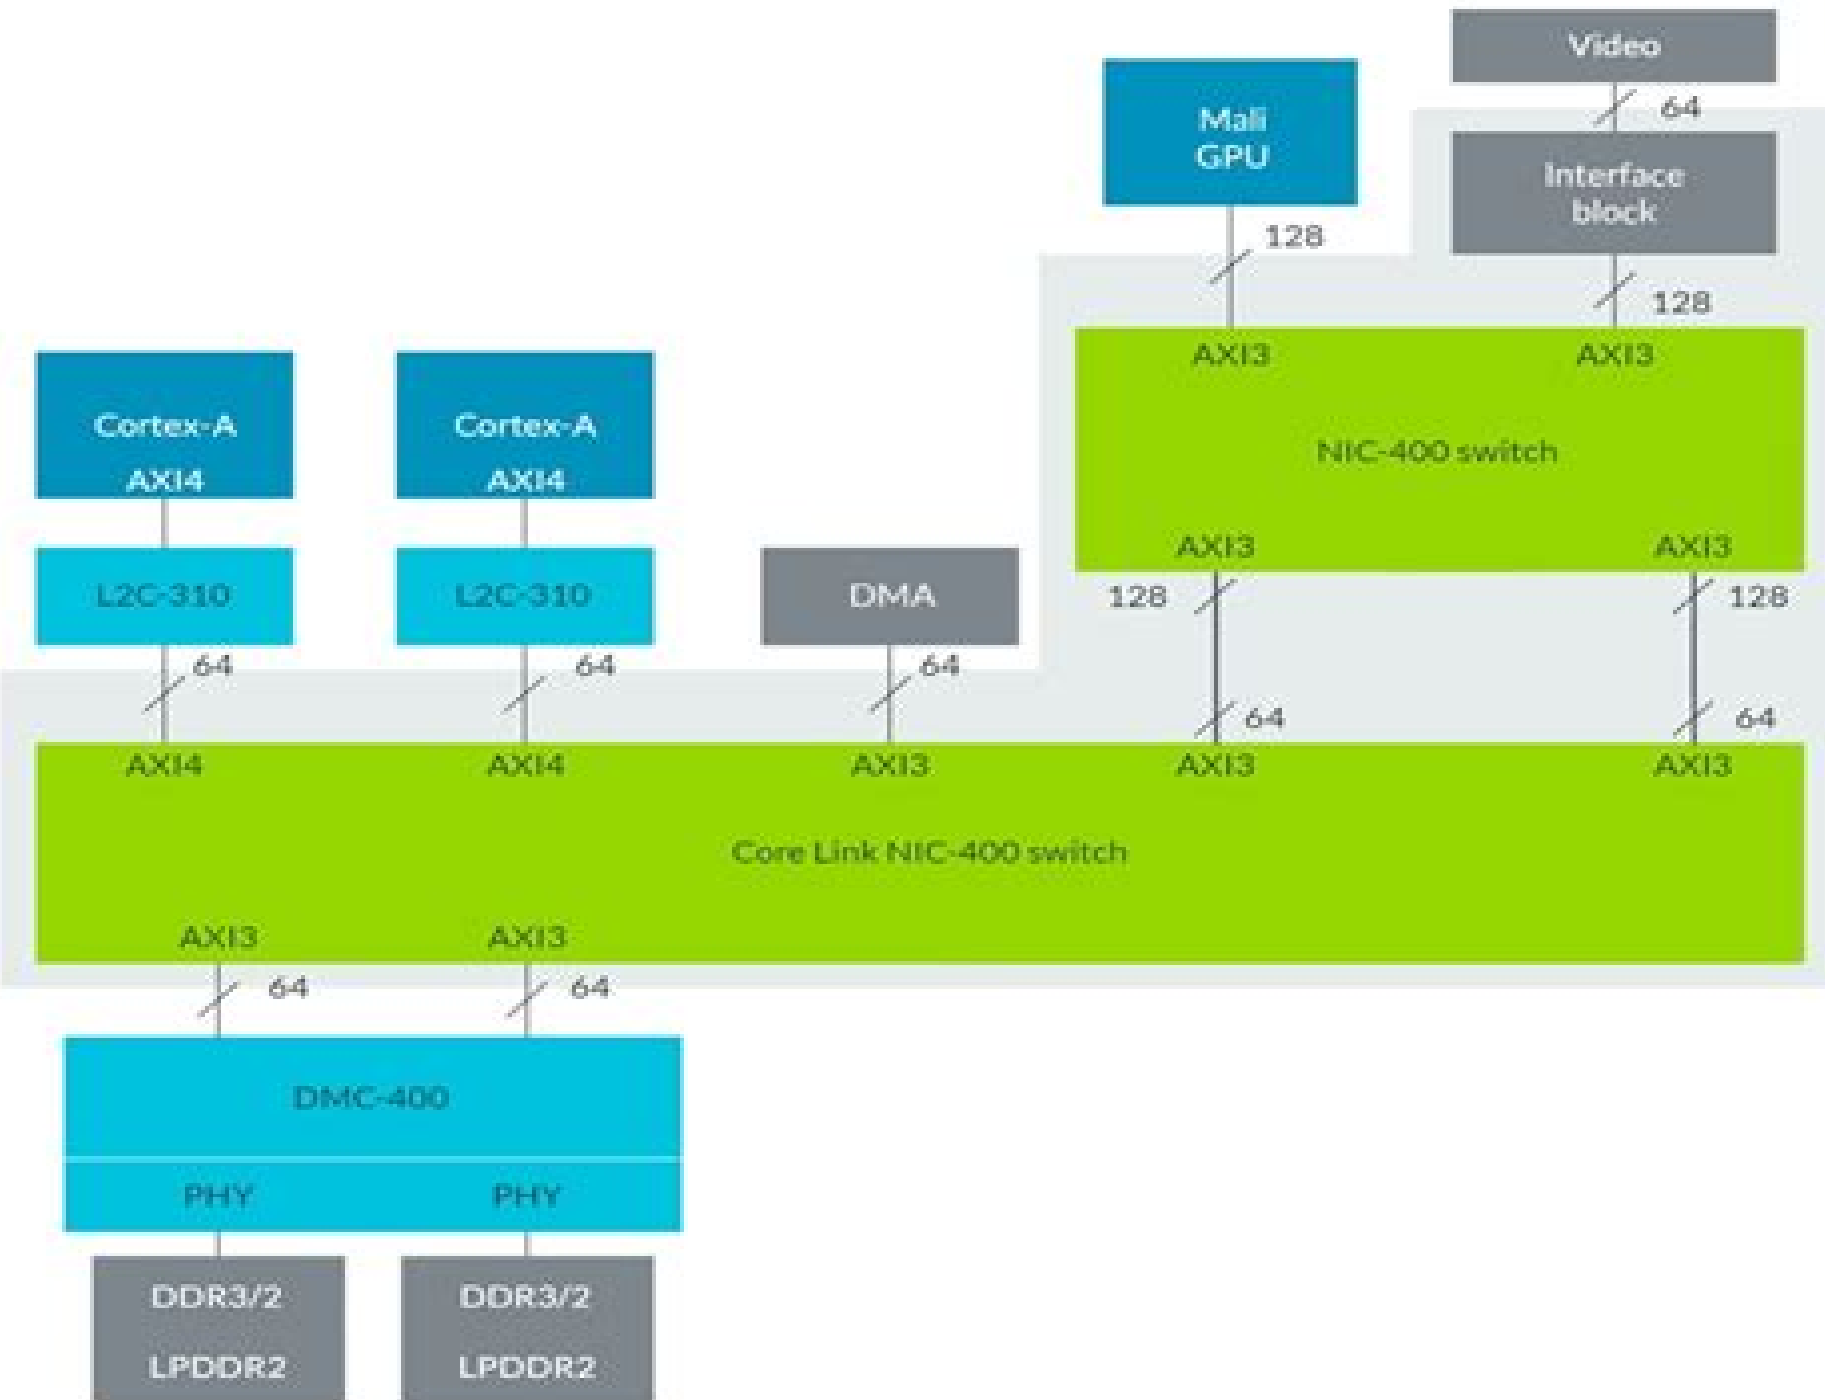 Video
64
Mali
GPU
Interface
block
128
128
AXI3 AXI3
NIC-400 switch
AXI3 AXI3
128 128
64 64
Cortex-A Cortex-A
AXI4 AXI4
L2C-310 L2C-310 DMA
64 64 64
AXI4 AXI4 AXI3 AXI3 AXI3
Core Link NIC-400 switch
AXI3 AXI3
64 64
DMC-400
PHY PHY
DDR3/2 DDR3/2
LPDDR2 LPDDR2